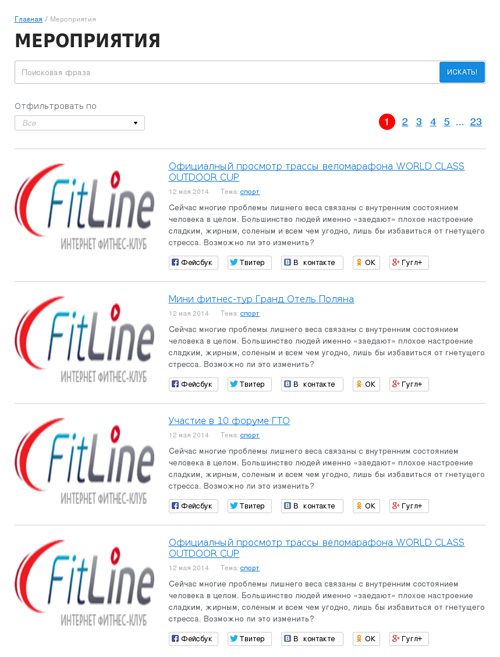 Главная / Мероприятия
МЕРОПРИЯТИЯ
Поисковая фраза
ИСКАТЬ!
Отфильтровать по
Все
1 2 3 4 5 ... 23
FitLine
ИНТЕРНЕТ ФИТНЕС-КЛУБ
Официалный просмотр трассы веломарафона WORLD CLASS
OUTDOOR CUP
12 мая 2014 Тема: спорт
Сейчас многие проблемы лишнего веса связаны с внутренним состоянием
человека в целом. Большинство людей именно «заедают» плохое настроение
сладким, жирным, соленым и всем чем угодно, лишь бы избавиться от гнетущего
стресса. Возможно ли это изменить?
Фейсбук Твитер В контакте ОК Гугл+
FitLine
ИНТЕРНЕТ ФИТНЕС-КЛУБ
Мини фитнес-тур Гранд Отель Поляна
12 мая 2014 Тема: спорт
Сейчас многие проблемы лишнего веса связаны с внутренним состоянием
человека в целом. Большинство людей именно «заедают» плохое настроение
сладким, жирным, соленым и всем чем угодно, лишь бы избавиться от гнетущего
стресса. Возможно ли это изменить?
Фейсбук Твитер В контакте ОК Гугл+
FitLine
ИНТЕРНЕТ ФИТНЕС-КЛУБ
Участие в 10 форуме ГТО
12 мая 2014 Тема: спорт
Сейчас многие проблемы лишнего веса связаны с внутренним состоянием
человека в целом. Большинство людей именно «заедают» плохое настроение
сладким, жирным, соленым и всем чем угодно, лишь бы избавиться от гнетущего
стресса. Возможно ли это изменить?
Фейсбук Твитер В контакте ОК Гугл+
FitLine
ИНТЕРНЕТ ФИТНЕС-КЛУБ
Официалный просмотр трассы веломарафона WORLD CLASS
OUTDOOR CUP
12 мая 2014 Тема: спорт
Сейчас многие проблемы лишнего веса связаны с внутренним состоянием
человека в целом. Большинство людей именно «заедают» плохое настроение
сладким, жирным, соленым и всем чем угодно, лишь бы избавиться от гнетущего
стресса. Возможно ли это изменить?
Фейсбук Твитер В контакте ОК Гугл+